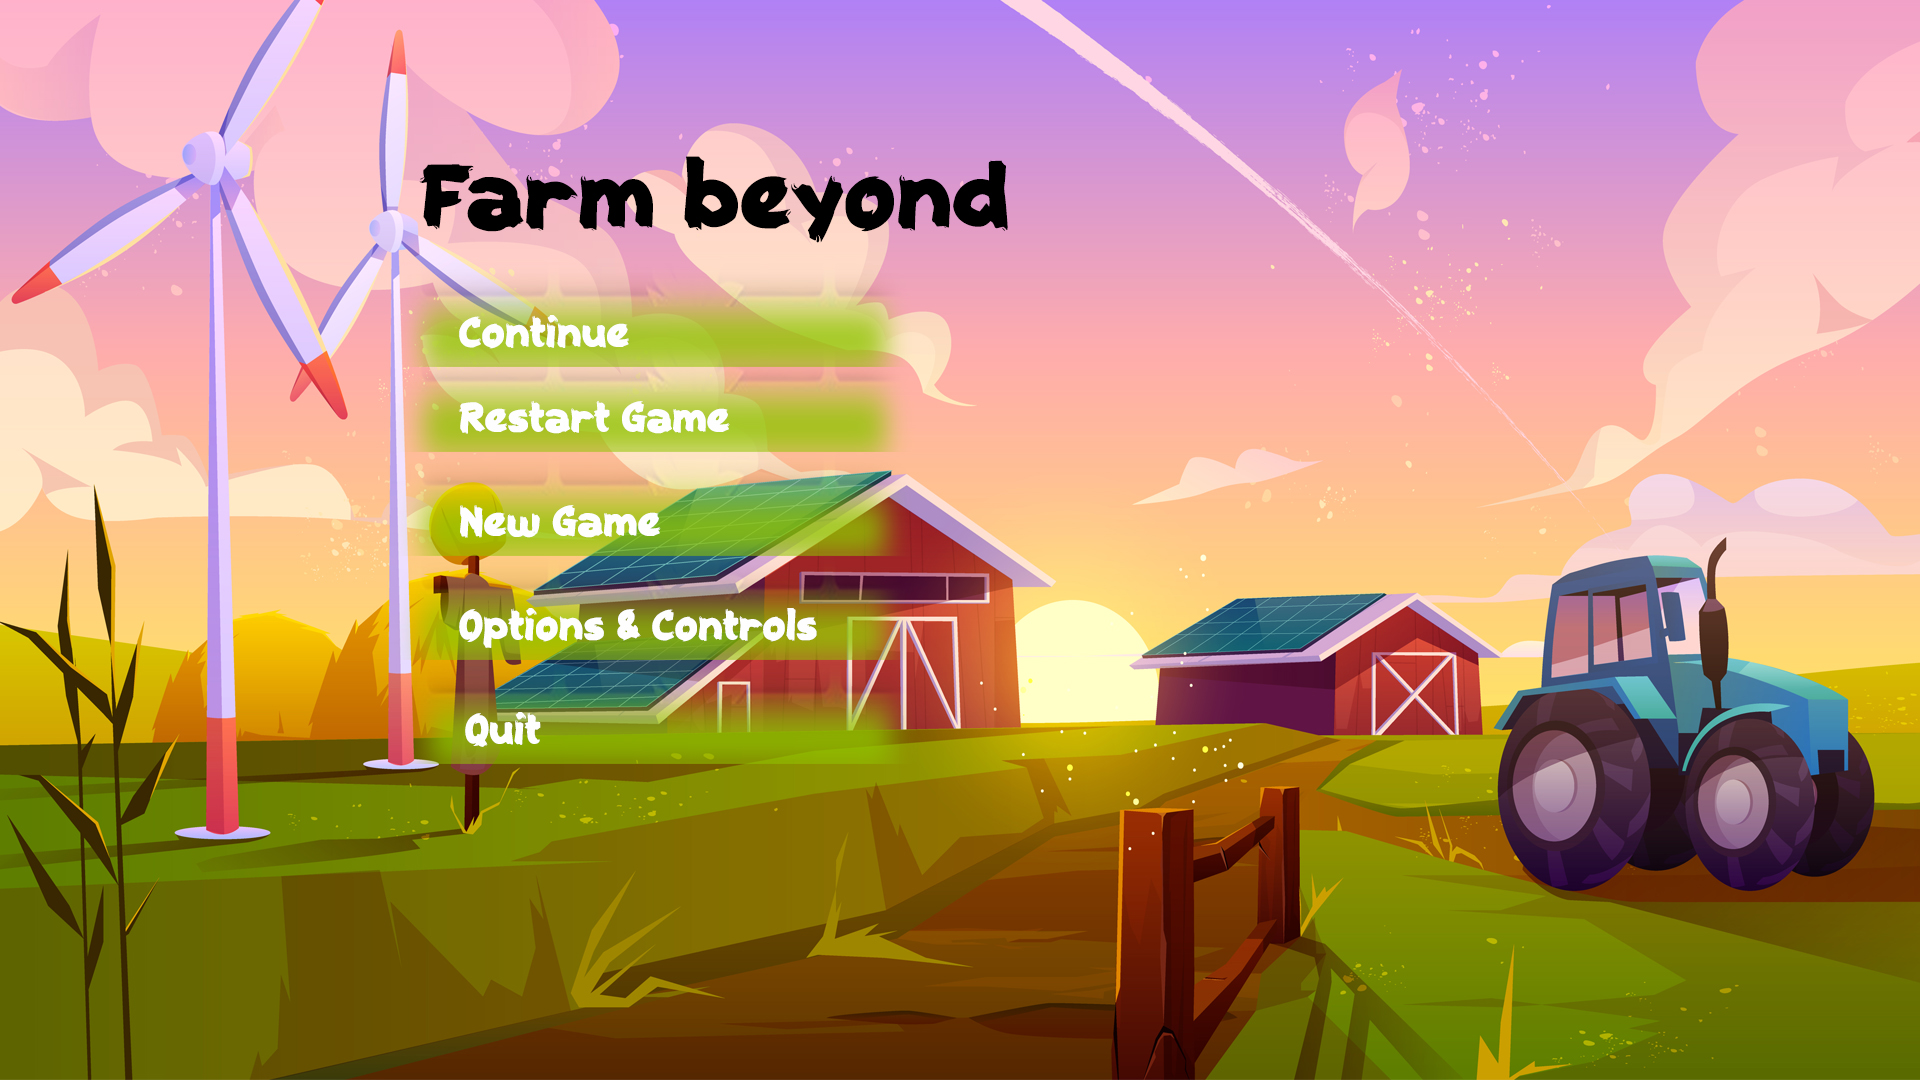 Farm beyond
Continue
Restart Game
New Game
Options & Controls
Quit